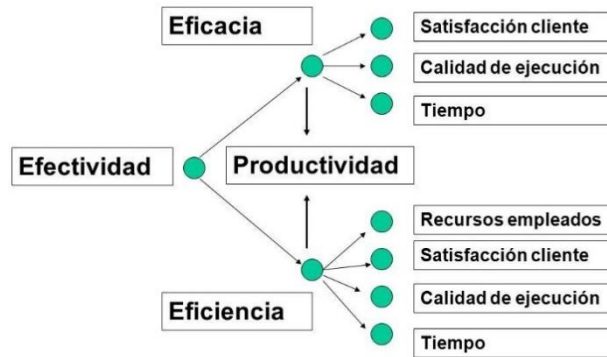 Eficacia
Satisfacción cliente
Calidad de ejecución
Tiempo
Efectividad
Productividad
Recursos empleados
Satisfacción cliente
Calidad de ejecución
Eficiencia
Tiempo